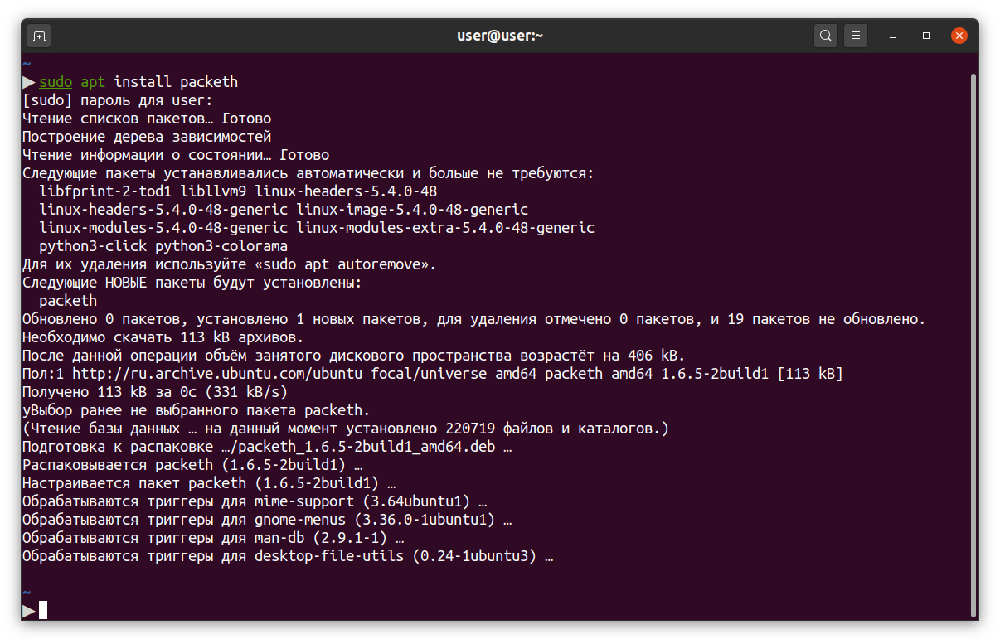 user@user:~
~
▶ sudo apt install packeth
[sudo] пароль для user:
Чтение списков пакетов… Готово
Построение дерева зависимостей
Чтение информации о состоянии… Готово
Следующие пакеты устанавливались автоматически и больше не требуются:
  libfprint-2-tod1 libllvm9 linux-headers-5.4.0-48
  linux-headers-5.4.0-48-generic linux-image-5.4.0-48-generic
  linux-modules-5.4.0-48-generic linux-modules-extra-5.4.0-48-generic
  python3-click python3-colorama
Для их удаления используйте «sudo apt autoremove».
Следующие НОВЫЕ пакеты будут установлены:
  packeth
Обновлено 0 пакетов, установлено 1 новых пакетов, для удаления отмечено 0 пакетов, и 19 пакетов не обновлено.
Необходимо скачать 113 kB архивов.
После данной операции объём занятого дискового пространства возрастёт на 406 kB.
Пол:1 http://ru.archive.ubuntu.com/ubuntu focal/universe amd64 packeth amd64 1.6.5-2build1 [113 kB]
Получено 113 kB за 0с (331 kB/s)
уВыбор ранее не выбранного пакета packeth.
(Чтение базы данных … на данный момент установлено 220719 файлов и каталогов.)
Подготовка к распаковке …/packeth_1.6.5-2build1_amd64.deb …
Распаковывается packeth (1.6.5-2build1) …
Настраивается пакет packeth (1.6.5-2build1) …
Обрабатываются триггеры для mime-support (3.64ubuntu1) …
Обрабатываются триггеры для gnome-menus (3.36.0-1ubuntu1) …
Обрабатываются триггеры для man-db (2.9.1-1) …
Обрабатываются триггеры для desktop-file-utils (0.24-1ubuntu3) …
~
▶